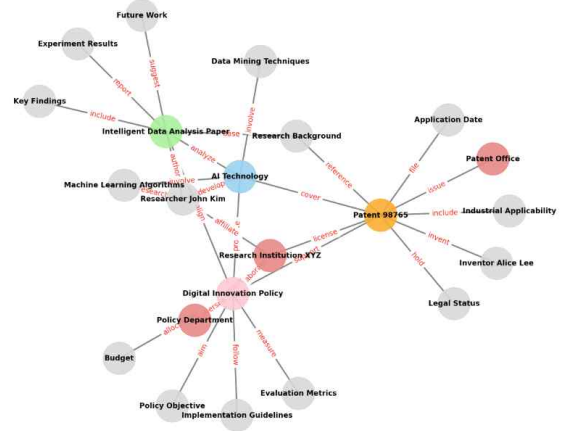 Future Work
Experiment Results
suggest
Data Mining Techniques
report
Key Findings
include
involve
Application Date
Intelligent Data Analysis Paper
Research Background
analyze
Patent Office
author
reference
file
issue
Machine Learning Algorithms
involve
AI Technology
develop
Researcher John Kim
cover
Patent 98765
include
Industrial Applicability
affiliate
license
invent
Research Institution XYZ
support
Inventor Alice Lee
hold
Digital Innovation Policy
Legal Status
Policy Department
Budget
aim
follow
measure
Evaluation Metrics
Policy Objective
Implementation Guidelines